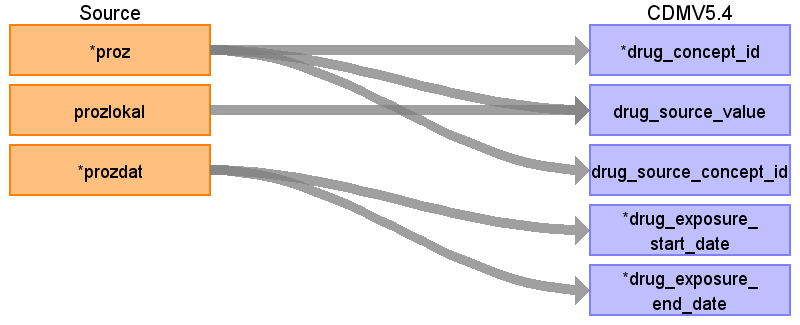 Source
CDMV5.4
*proz
*drug_concept_id
prozlokal
drug_source_value
*prozdat
drug_source_concept_id
*drug_exposure_
start_date
*drug_exposure_
end_date